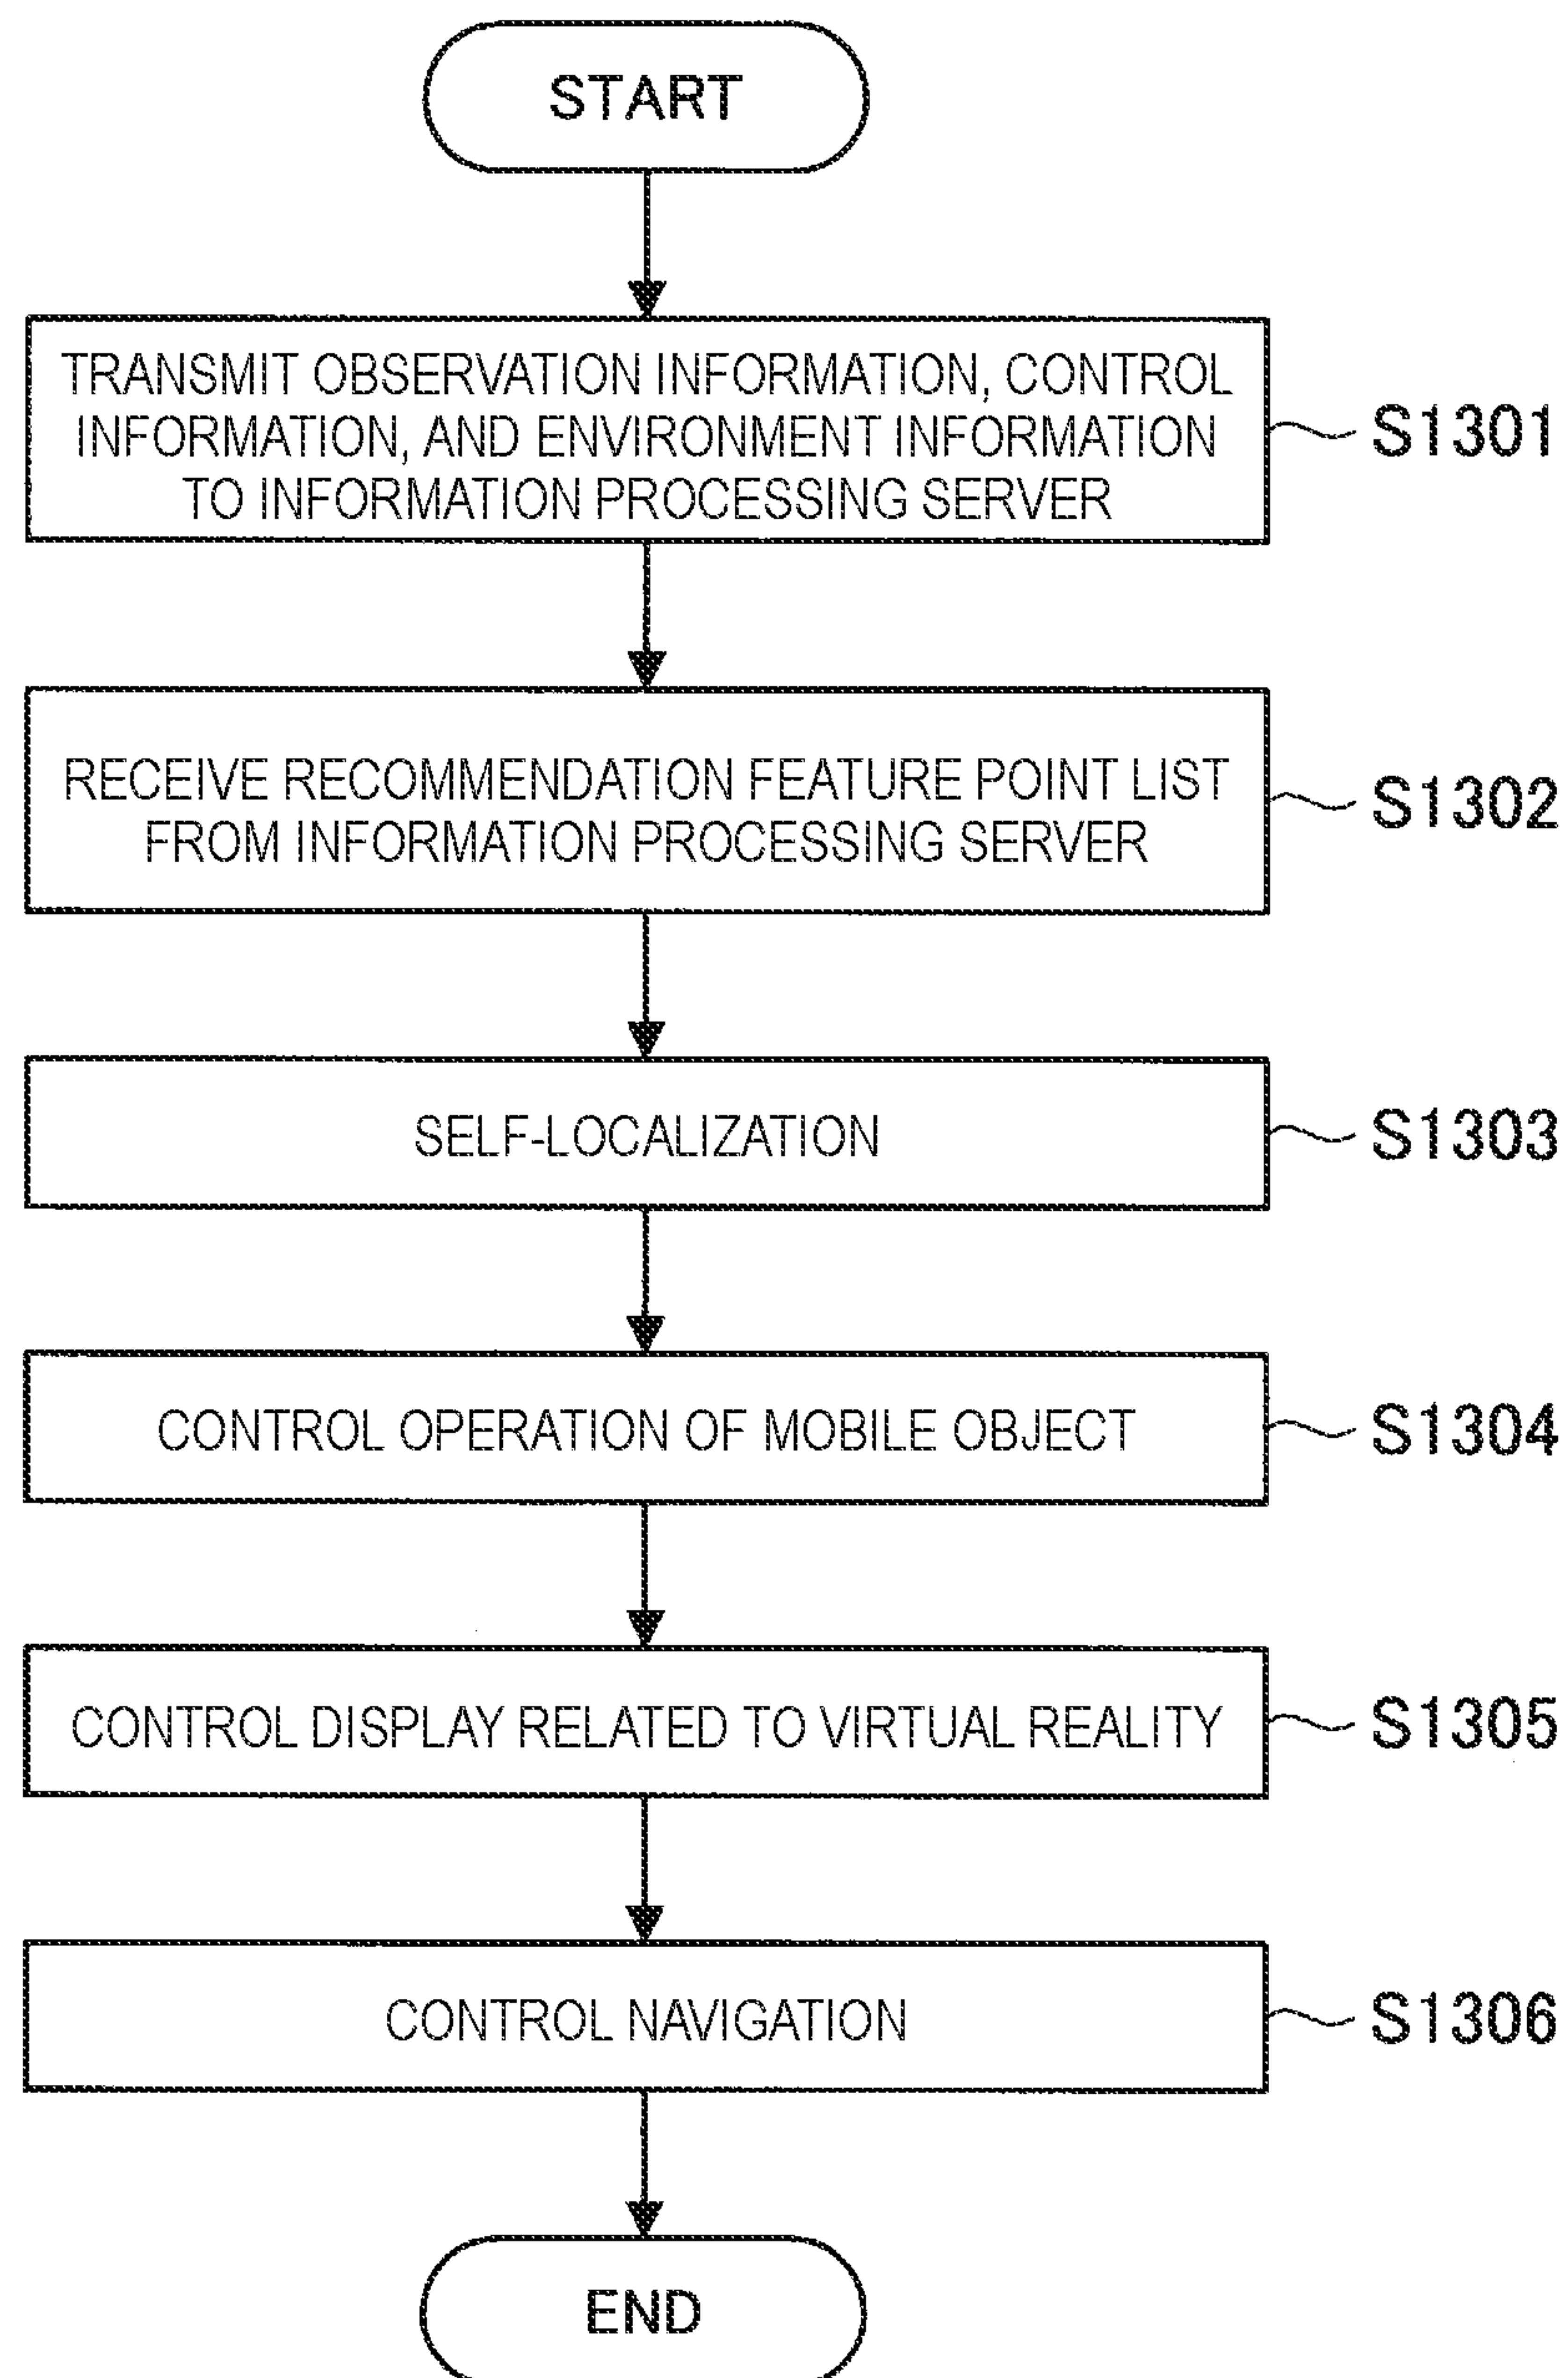 START
TRANSMIT OBSERVATION INFORMATION, CONTROL
INFORMATION, AND ENVIRONMENT INFORMATION
TO INFORMATION PROCESSING SERVER
S1301
RECEIVE RECOMMENDATION FEATURE POINT LIST
FROM INFORMATION PROCESSING SERVER
S1302
SELF-LOCALIZATION
S1303
CONTROL OPERATION OF MOBILE OBJECT
S1304
CONTROL DISPLAY RELATED TO VIRTUAL REALITY
S1305
CONTROL NAVIGATION
S1306
END